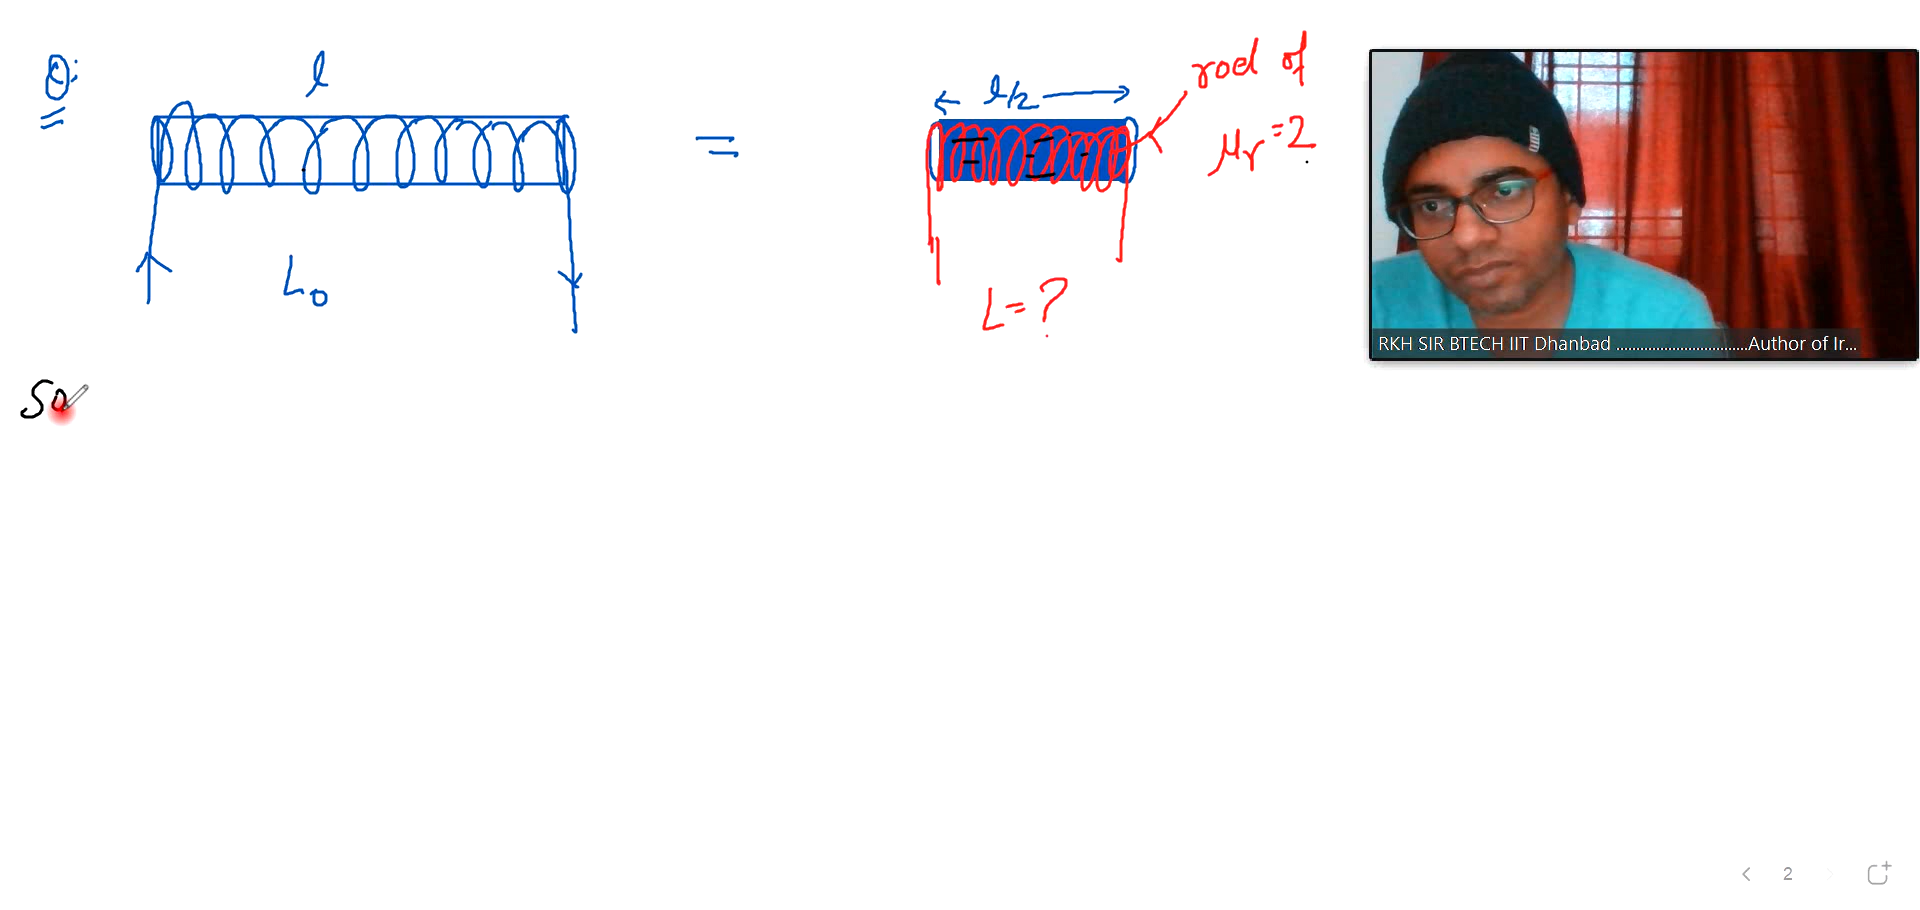 Q:
l
L₀
=
l/2
rod of
μr = 2
L = ?
So
RKH SIR BTECH IIT Dhanbad .................................Author of Ir...
2